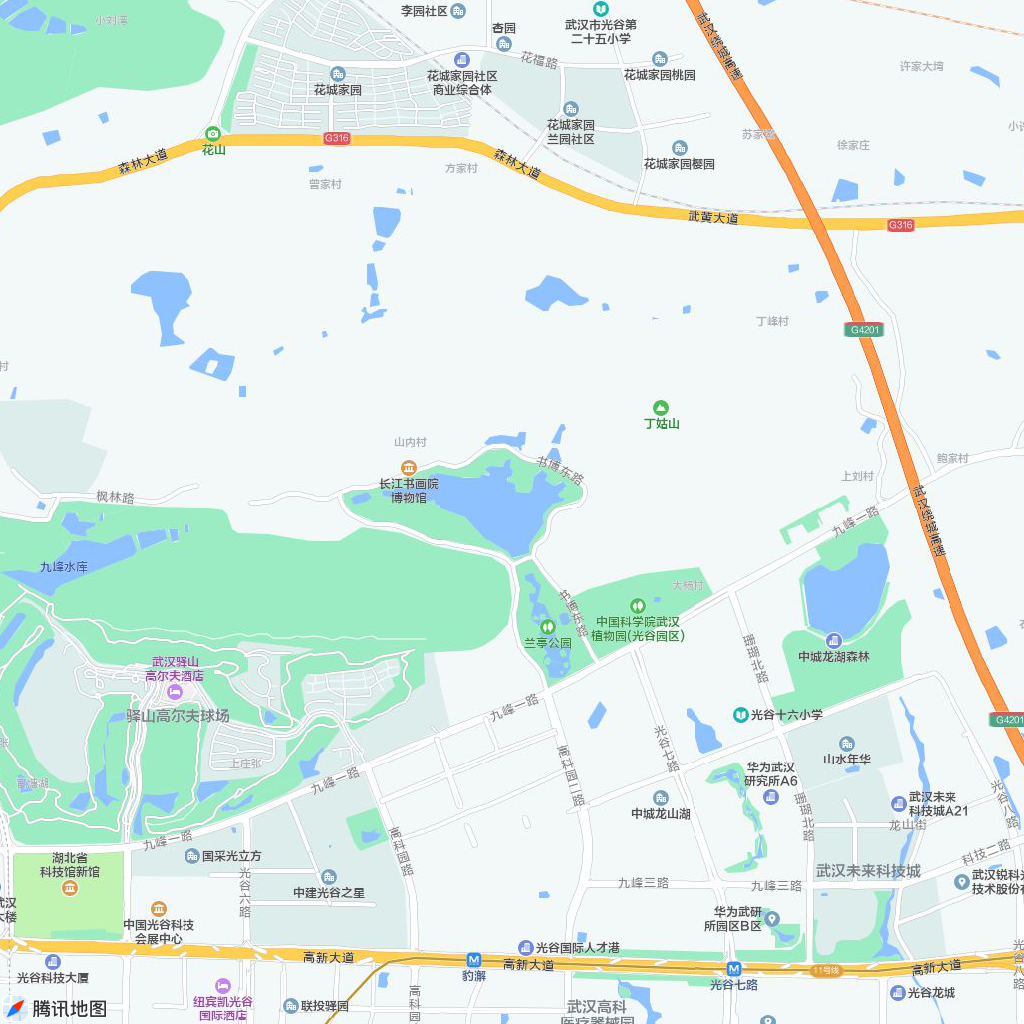 小刘湾
李园社区
杏园
武汉市光谷第
二十五小学
武汉绕城高速
许家大塆
花福路
花城家园
花城家园社区
商业综合体
花城家园桃园
花城家园
兰园社区
花城家园樱园
徐家庄
花山
G316
森林大道
森林大道
方家村
曾家村
武黄大道
G316
丁峰村
G4201
村
丁姑山
山内村
书博东路
长江书画院
博物馆
鲍家村
上刘村
枫林路
九峰一路
武汉绕城高速
九峰水库
大杨村
书博东路
中国科学院武汉
植物园(光谷园区)
兰亭公园
珊瑚北路
中城龙湖森林
武汉驿山
高尔夫酒店
驿山高尔夫球场
九峰一路
光谷十六小学
G4201
光谷七路
山水年华
上庄张
九峰一路
高科园二路
华为武汉
研究所A6
武汉未来
科技城A21
光谷八路
中城龙山湖
珊瑚北路
龙山街
九峰一路
高科园路
国采光立方
科技二路
湖北省
科技馆新馆
武汉未来科技城
中建光谷之星
光谷六路
九峰三路
九峰三路
武汉锐科光
技术股份有
武汉
大楼
中国光谷科技
会展中心
华为武研
所园区B区
高新大道
光谷国际人才港
高新大道
11号线
高新大道
光谷八路
光谷科技大厦
豹澥
光谷七路
纽宾凯光谷
国际酒店
联投驿园
高科园
武汉高科
医疗器械园
光谷龙城
腾讯地图